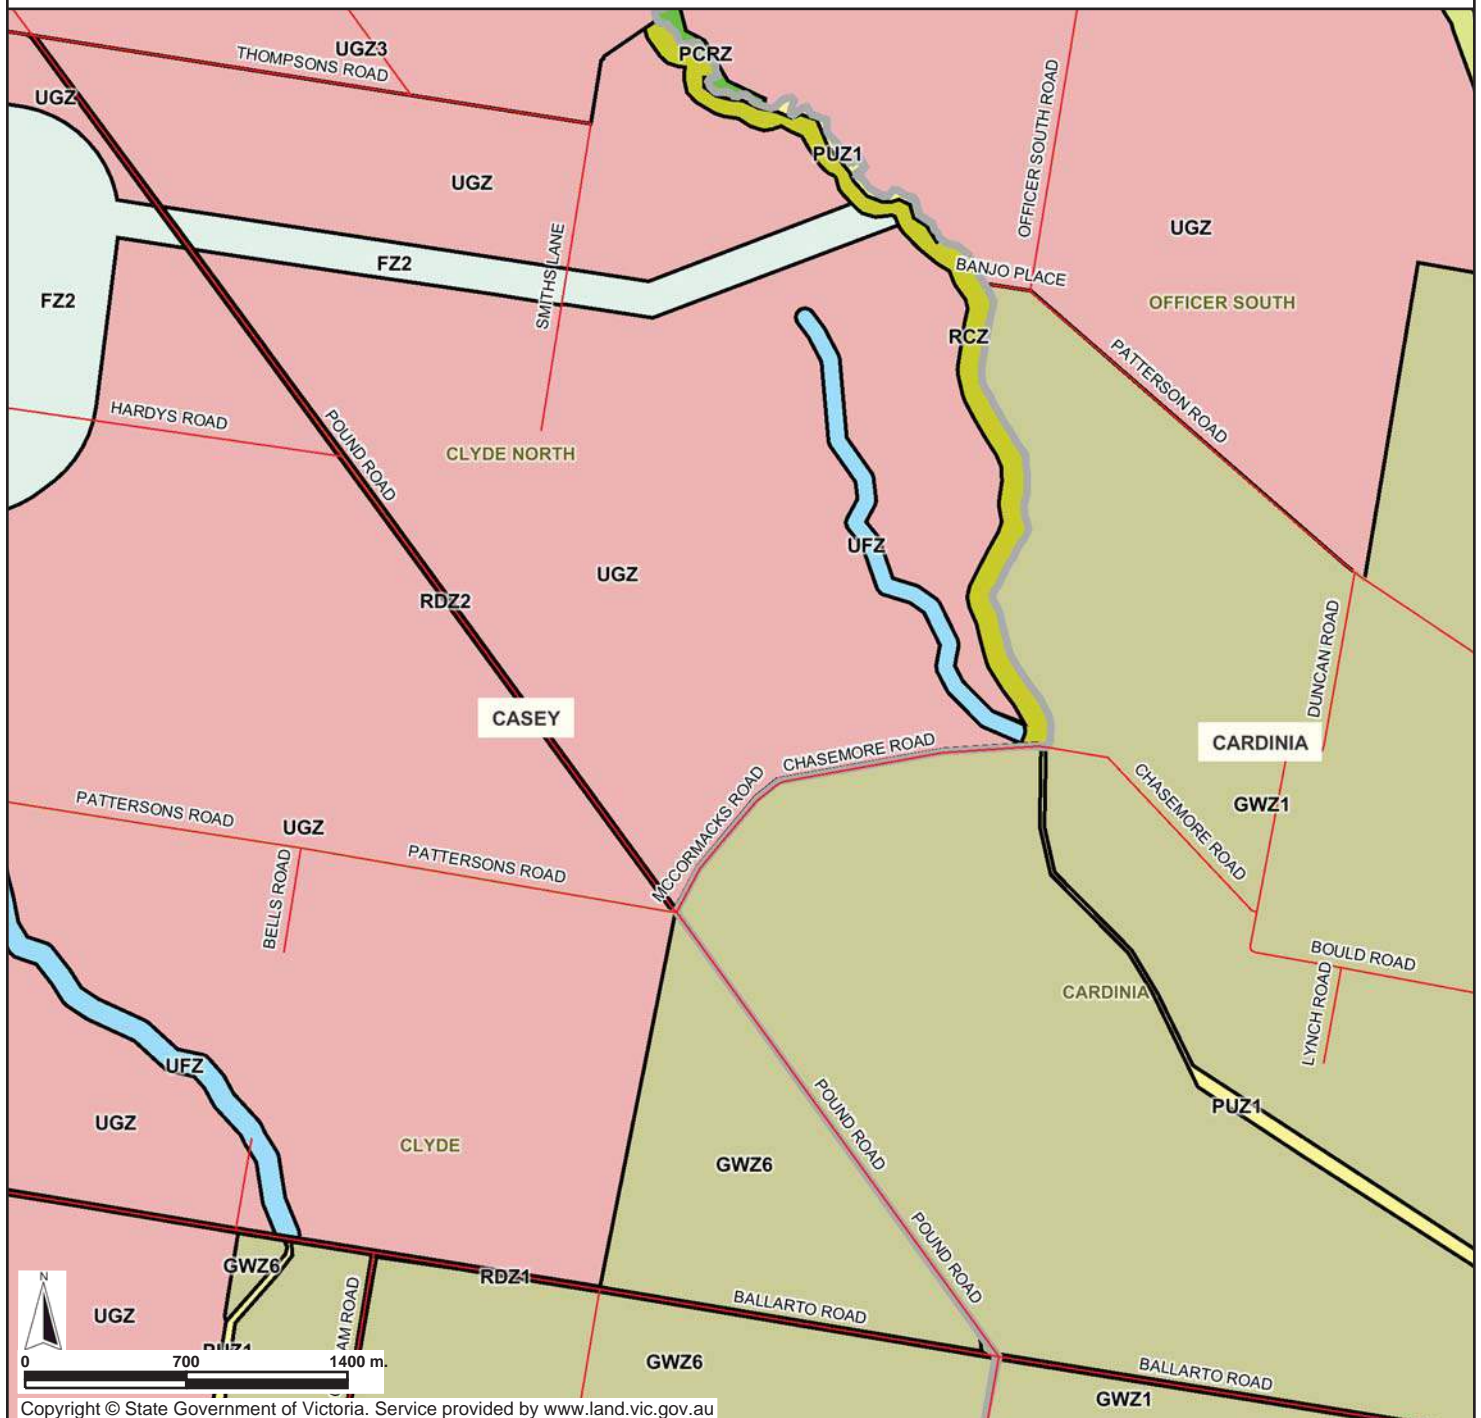 PCRZ
UGZ3
THOMPSONS ROAD
UGZ
OFFICER SOUTH ROAD
PUZ1
UGZ
UGZ
SMITHS LANE
FZ2
BANJO PLACE
FZ2
OFFICER SOUTH
RCZ
PATTERSON ROAD
HARDYS ROAD
POUND ROAD
CLYDE NORTH
UFZ
UGZ
RDZ2
DUNCAN ROAD
CASEY
CARDINIA
CHASEMORE ROAD
MCCORMACKS ROAD
CHASEMORE ROAD
GWZ1
PATTERSONS ROAD
UGZ
PATTERSONS ROAD
BELLS ROAD
BOULD ROAD
CARDINIA
LYNCH ROAD
UFZ
PUZ1
UGZ
POUND ROAD
CLYDE
GWZ6
POUND ROAD
GWZ6
RDZ1
N
UGZ
BALLARTO ROAD
AM ROAD
PUZ1
0 700 1400 m.
GWZ6
BALLARTO ROAD
GWZ1
Copyright © State Government of Victoria. Service provided by www.land.vic.gov.au